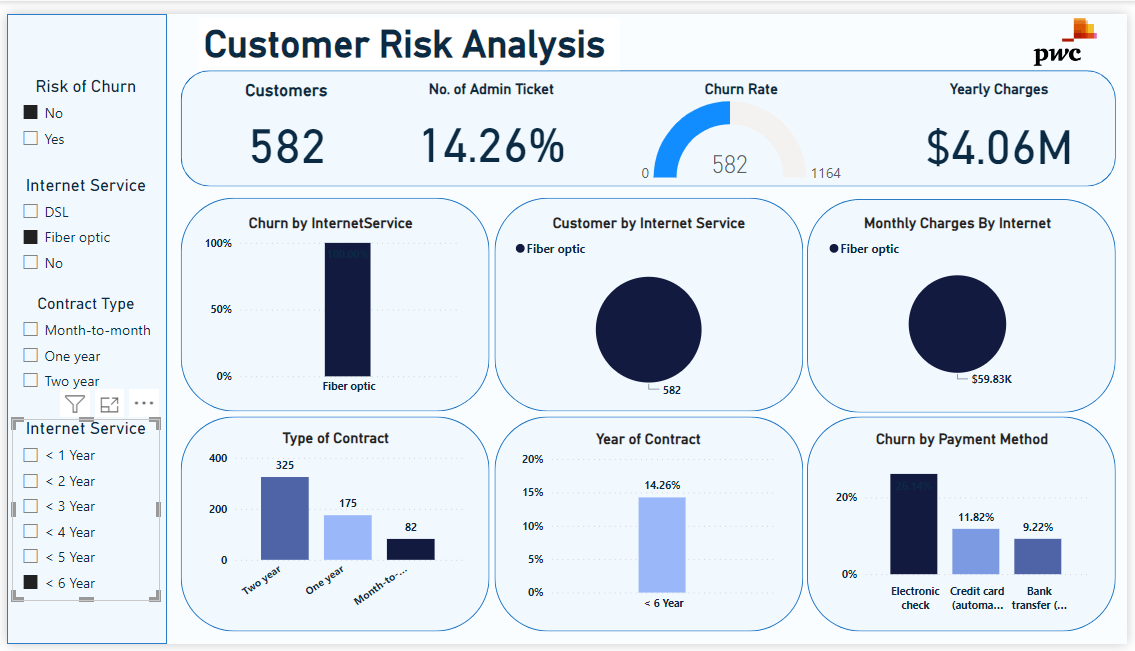 Customer Risk Analysis
pwc
Risk of Churn
No
Yes
Internet Service
DSL
Fiber optic
No
Contract Type
Month-to-month
One year
Two year
Internet Service
< 1 Year
< 2 Year
< 3 Year
< 4 Year
< 5 Year
< 6 Year
Customers
582
No. of Admin Ticket
14.26%
Churn Rate
0
582
1164
Yearly Charges
$4.06M
Churn by InternetService
100%
100.00%
50%
0%
Fiber optic
Customer by Internet Service
Fiber optic
582
Monthly Charges By Internet
Fiber optic
$59.83K
Type of Contract
400
325
200
175
82
0
Two year
One year
Month-to-...
Year of Contract
20%
15%
14.26%
10%
5%
0%
< 6 Year
Churn by Payment Method
20%
11.82%
9.22%
0%
Electronic
check
Credit card
(automa...
Bank
transfer (...